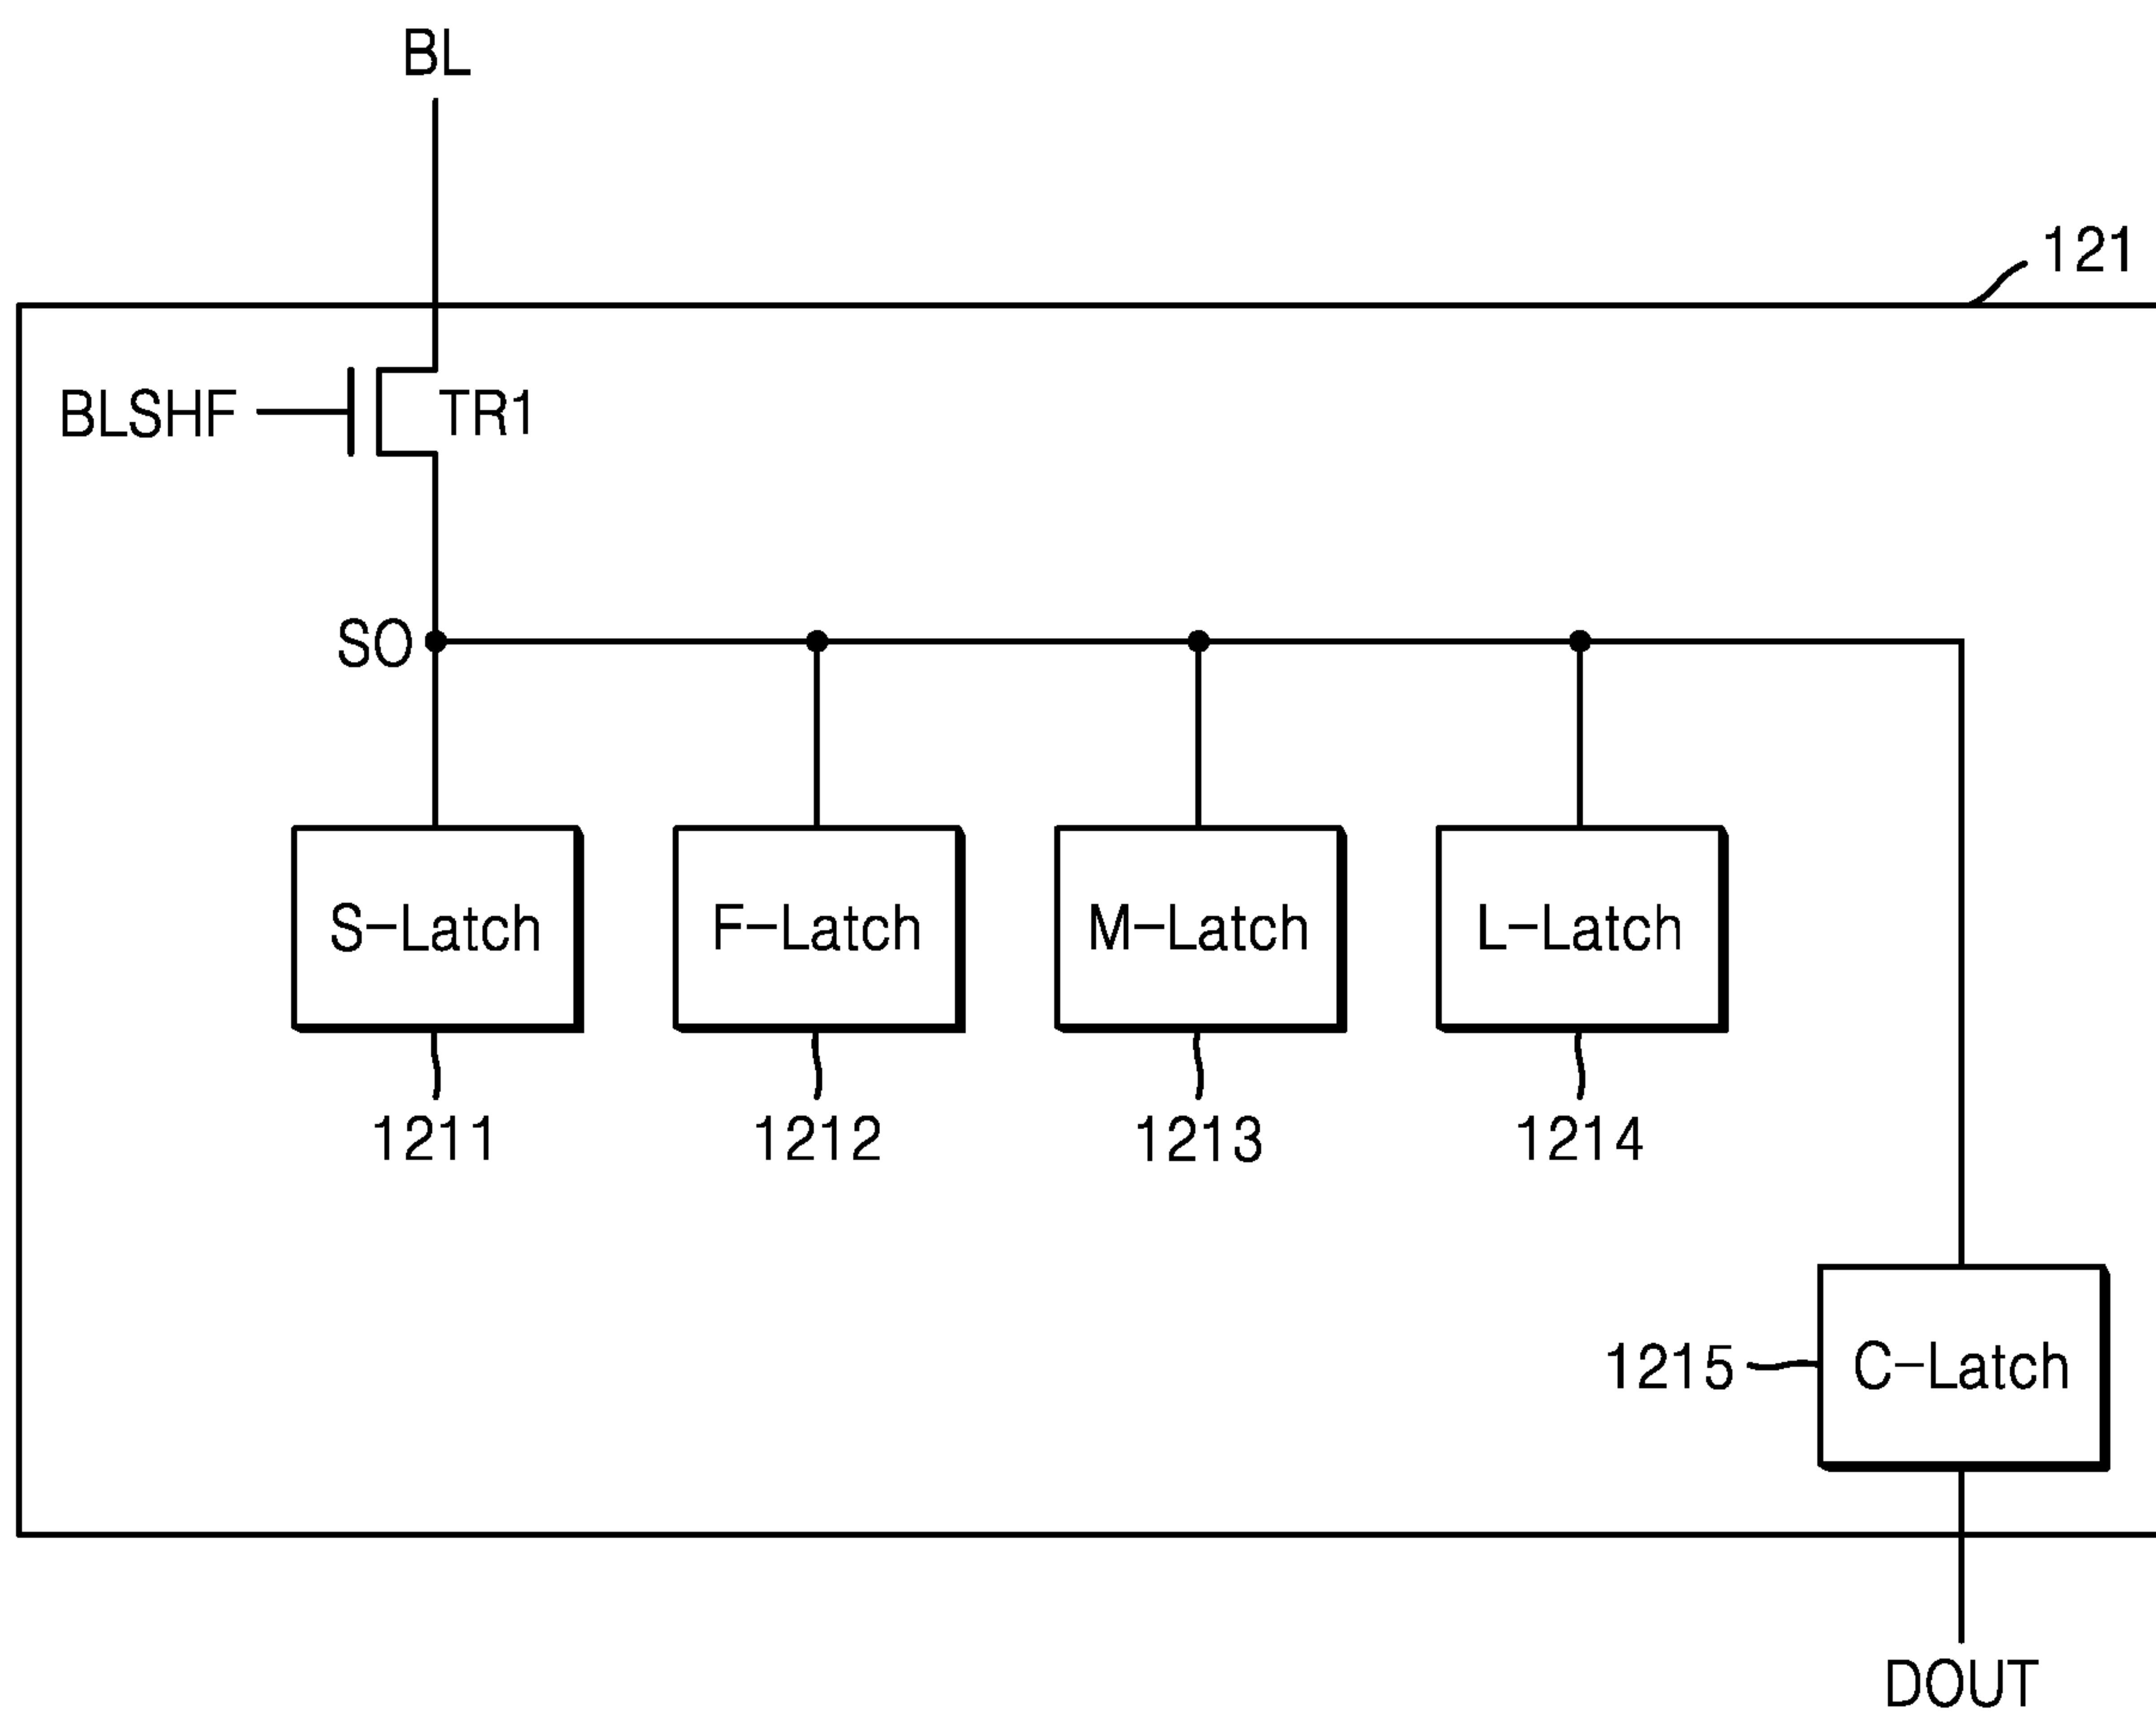 BL
121
BLSHF
TR1
SO
S-Latch
F-Latch
M-Latch
L-Latch
1211
1212
1213
1214
1215
C-Latch
DOUT